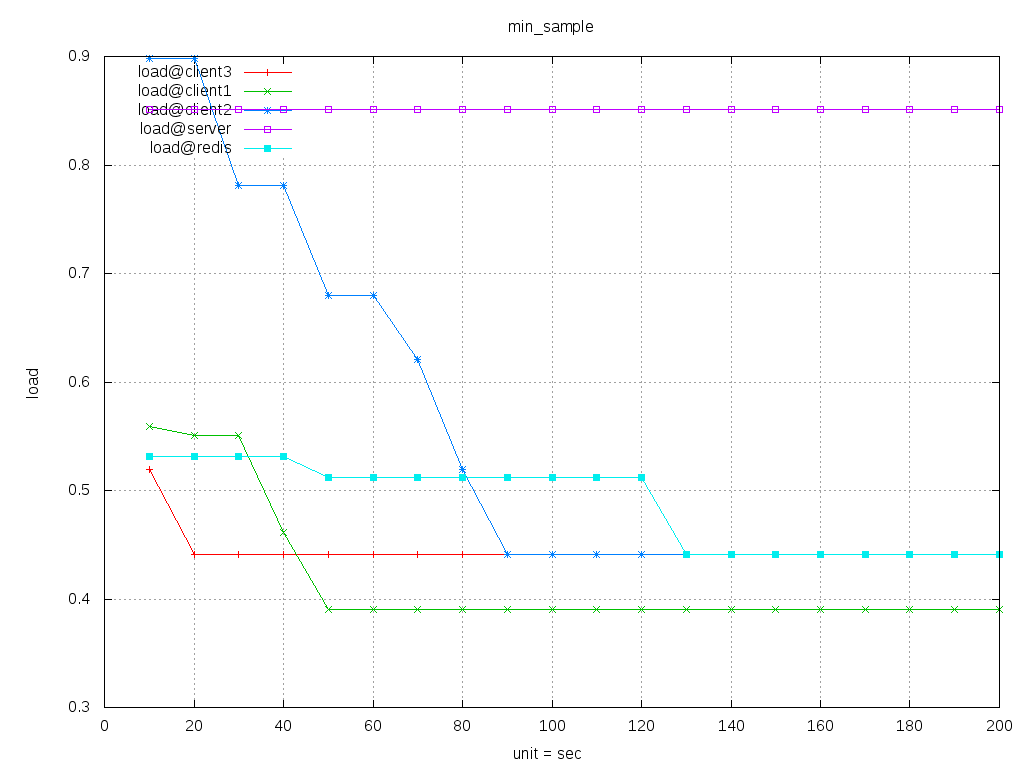 min_sample
load@client3
load@client1
load@client2
load@server
load@redis
0.9
0.8
0.7
0.6
0.5
0.4
0.3
load
0 20 40 60 80 100 120 140 160 180 200
unit = sec